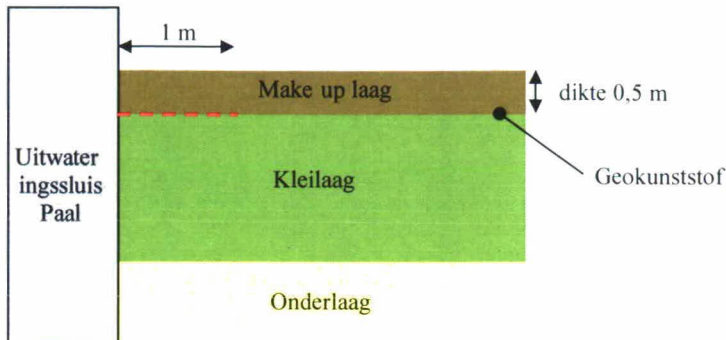 1 m
Make up laag
dikte 0,5 m
Uitwater
ingssluis
Paal
Kleilaag
Geokunststof
Onderlaag